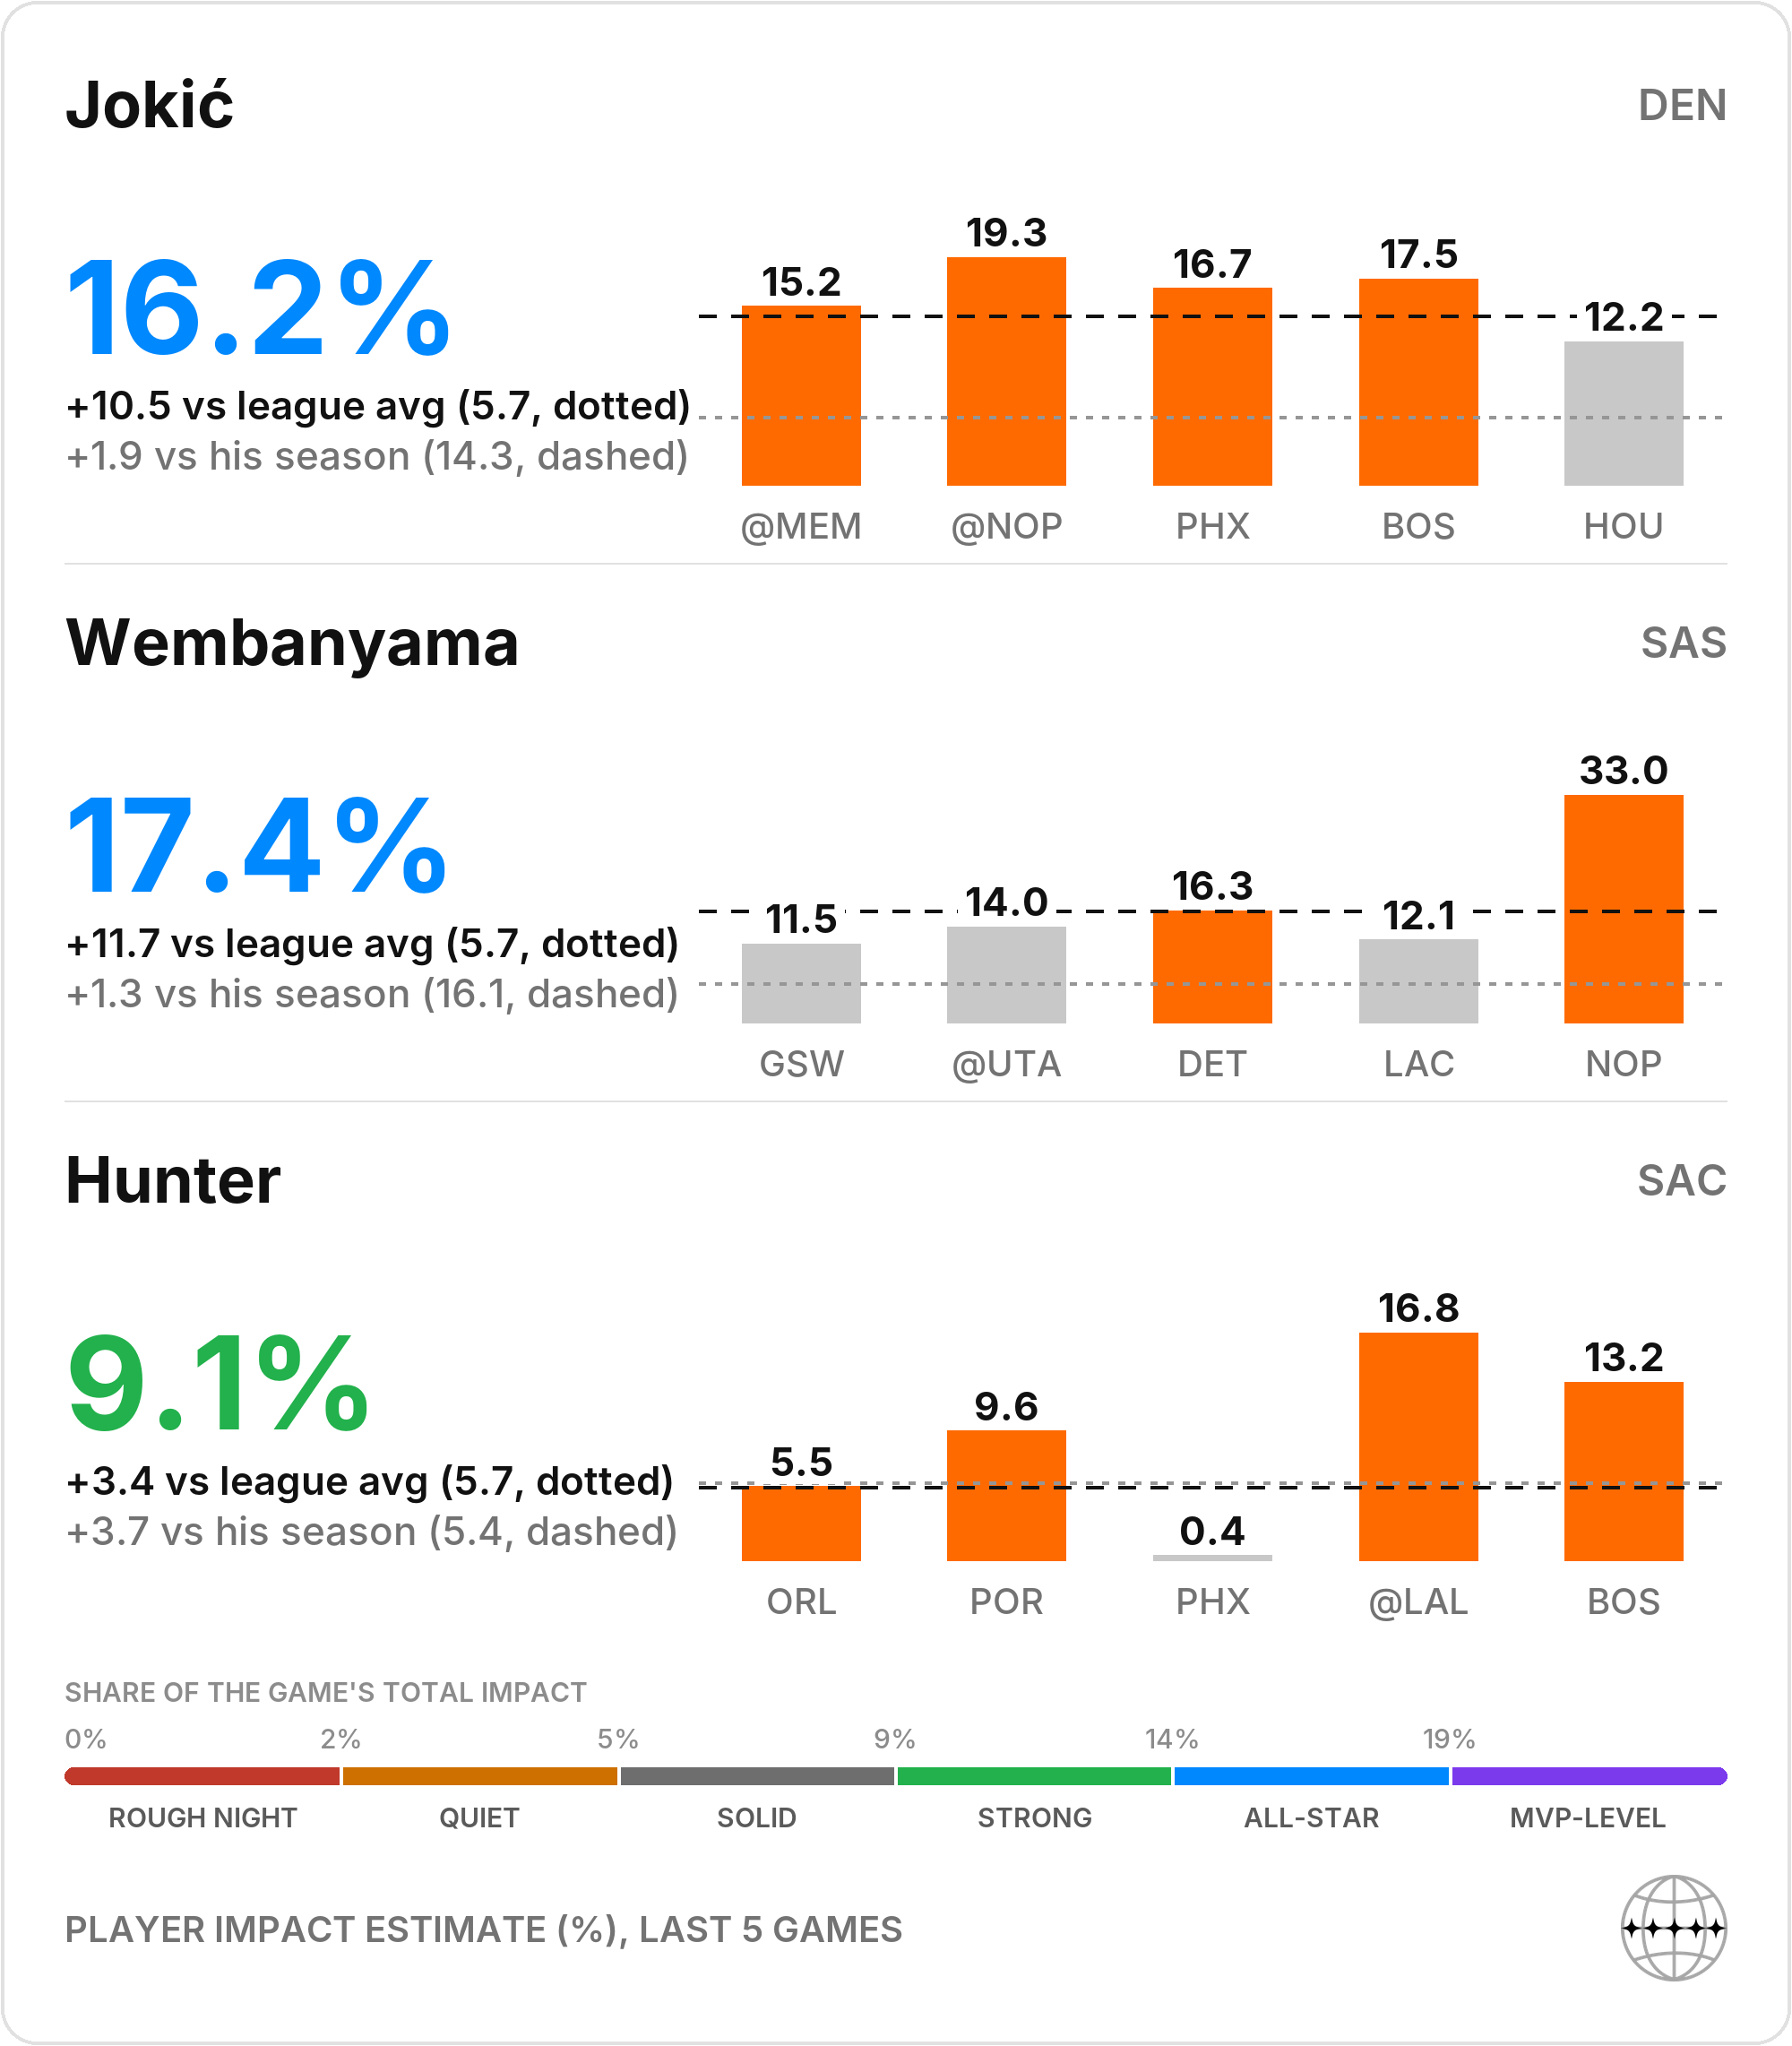 Jokić DEN
16.2%
+10.5 vs league avg (5.7, dotted)
+1.9 vs his season (14.3, dashed)
15.2 19.3 16.7 17.5 12.2
@MEM @NOP PHX BOS HOU
Wembanyama SAS
17.4%
+11.7 vs league avg (5.7, dotted)
+1.3 vs his season (16.1, dashed)
11.5 14.0 16.3 12.1 33.0
GSW @UTA DET LAC NOP
Hunter SAC
9.1%
+3.4 vs league avg (5.7, dotted)
+3.7 vs his season (5.4, dashed)
5.5 9.6 0.4 16.8 13.2
ORL POR PHX @LAL BOS
SHARE OF THE GAME'S TOTAL IMPACT
0% 2% 5% 9% 14% 19%
ROUGH NIGHT QUIET SOLID STRONG ALL-STAR MVP-LEVEL
PLAYER IMPACT ESTIMATE (%), LAST 5 GAMES